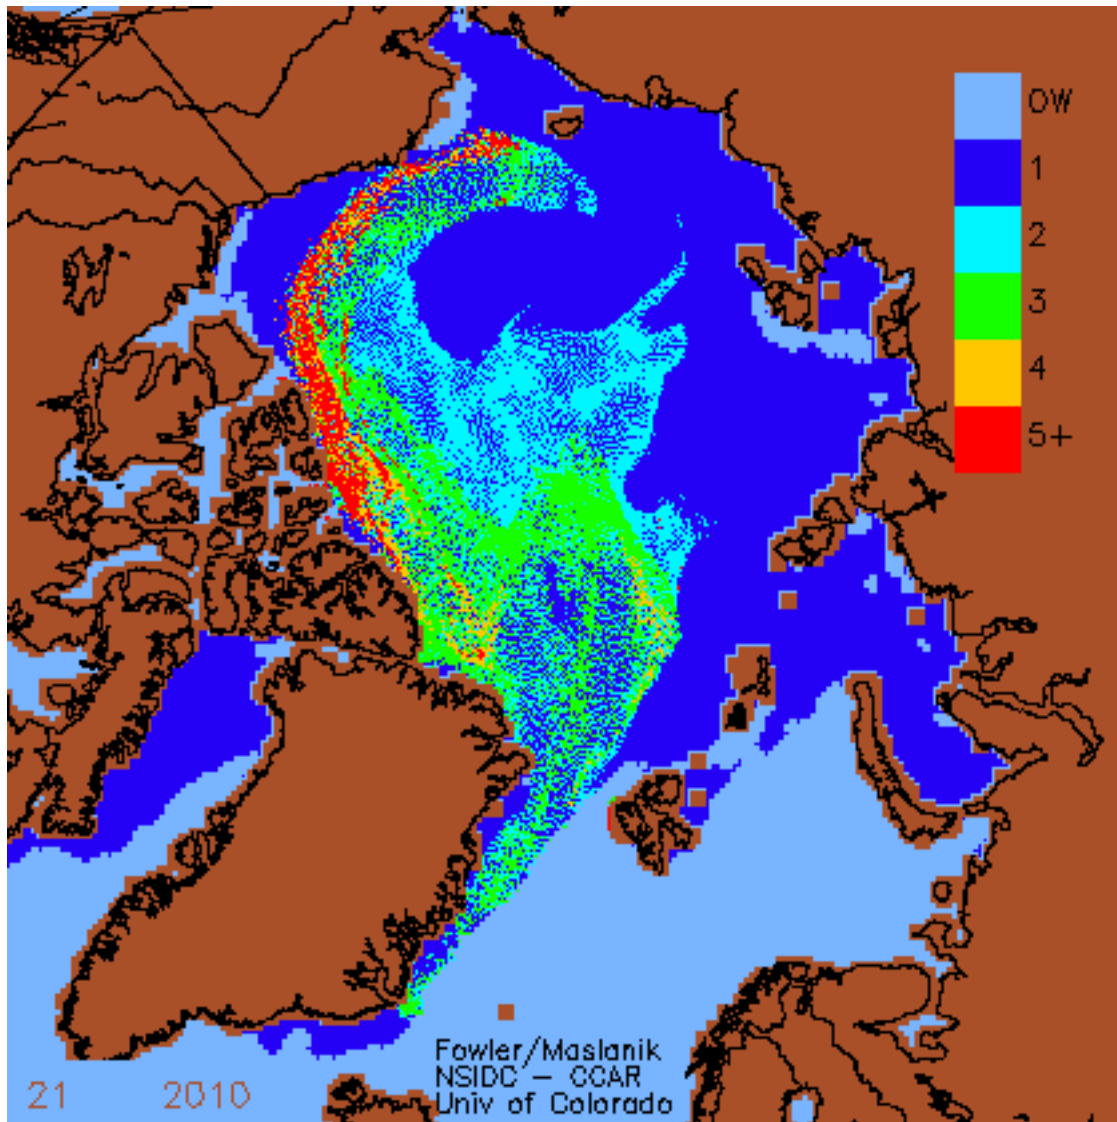 OW
1
2
3
4
5+
Fowler/Maslanik
NSIDC – CCAR
Univ of Colorado
21 2010